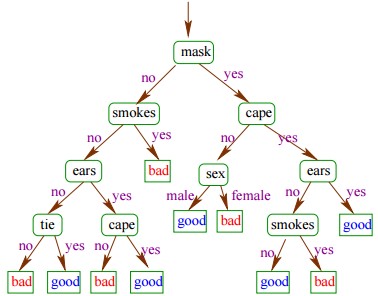 mask
no yes
smokes cape
no yes no yes
ears bad sex ears
no yes male female no yes
tie cape good bad smokes good
no yes no yes no yes
bad good bad good good bad